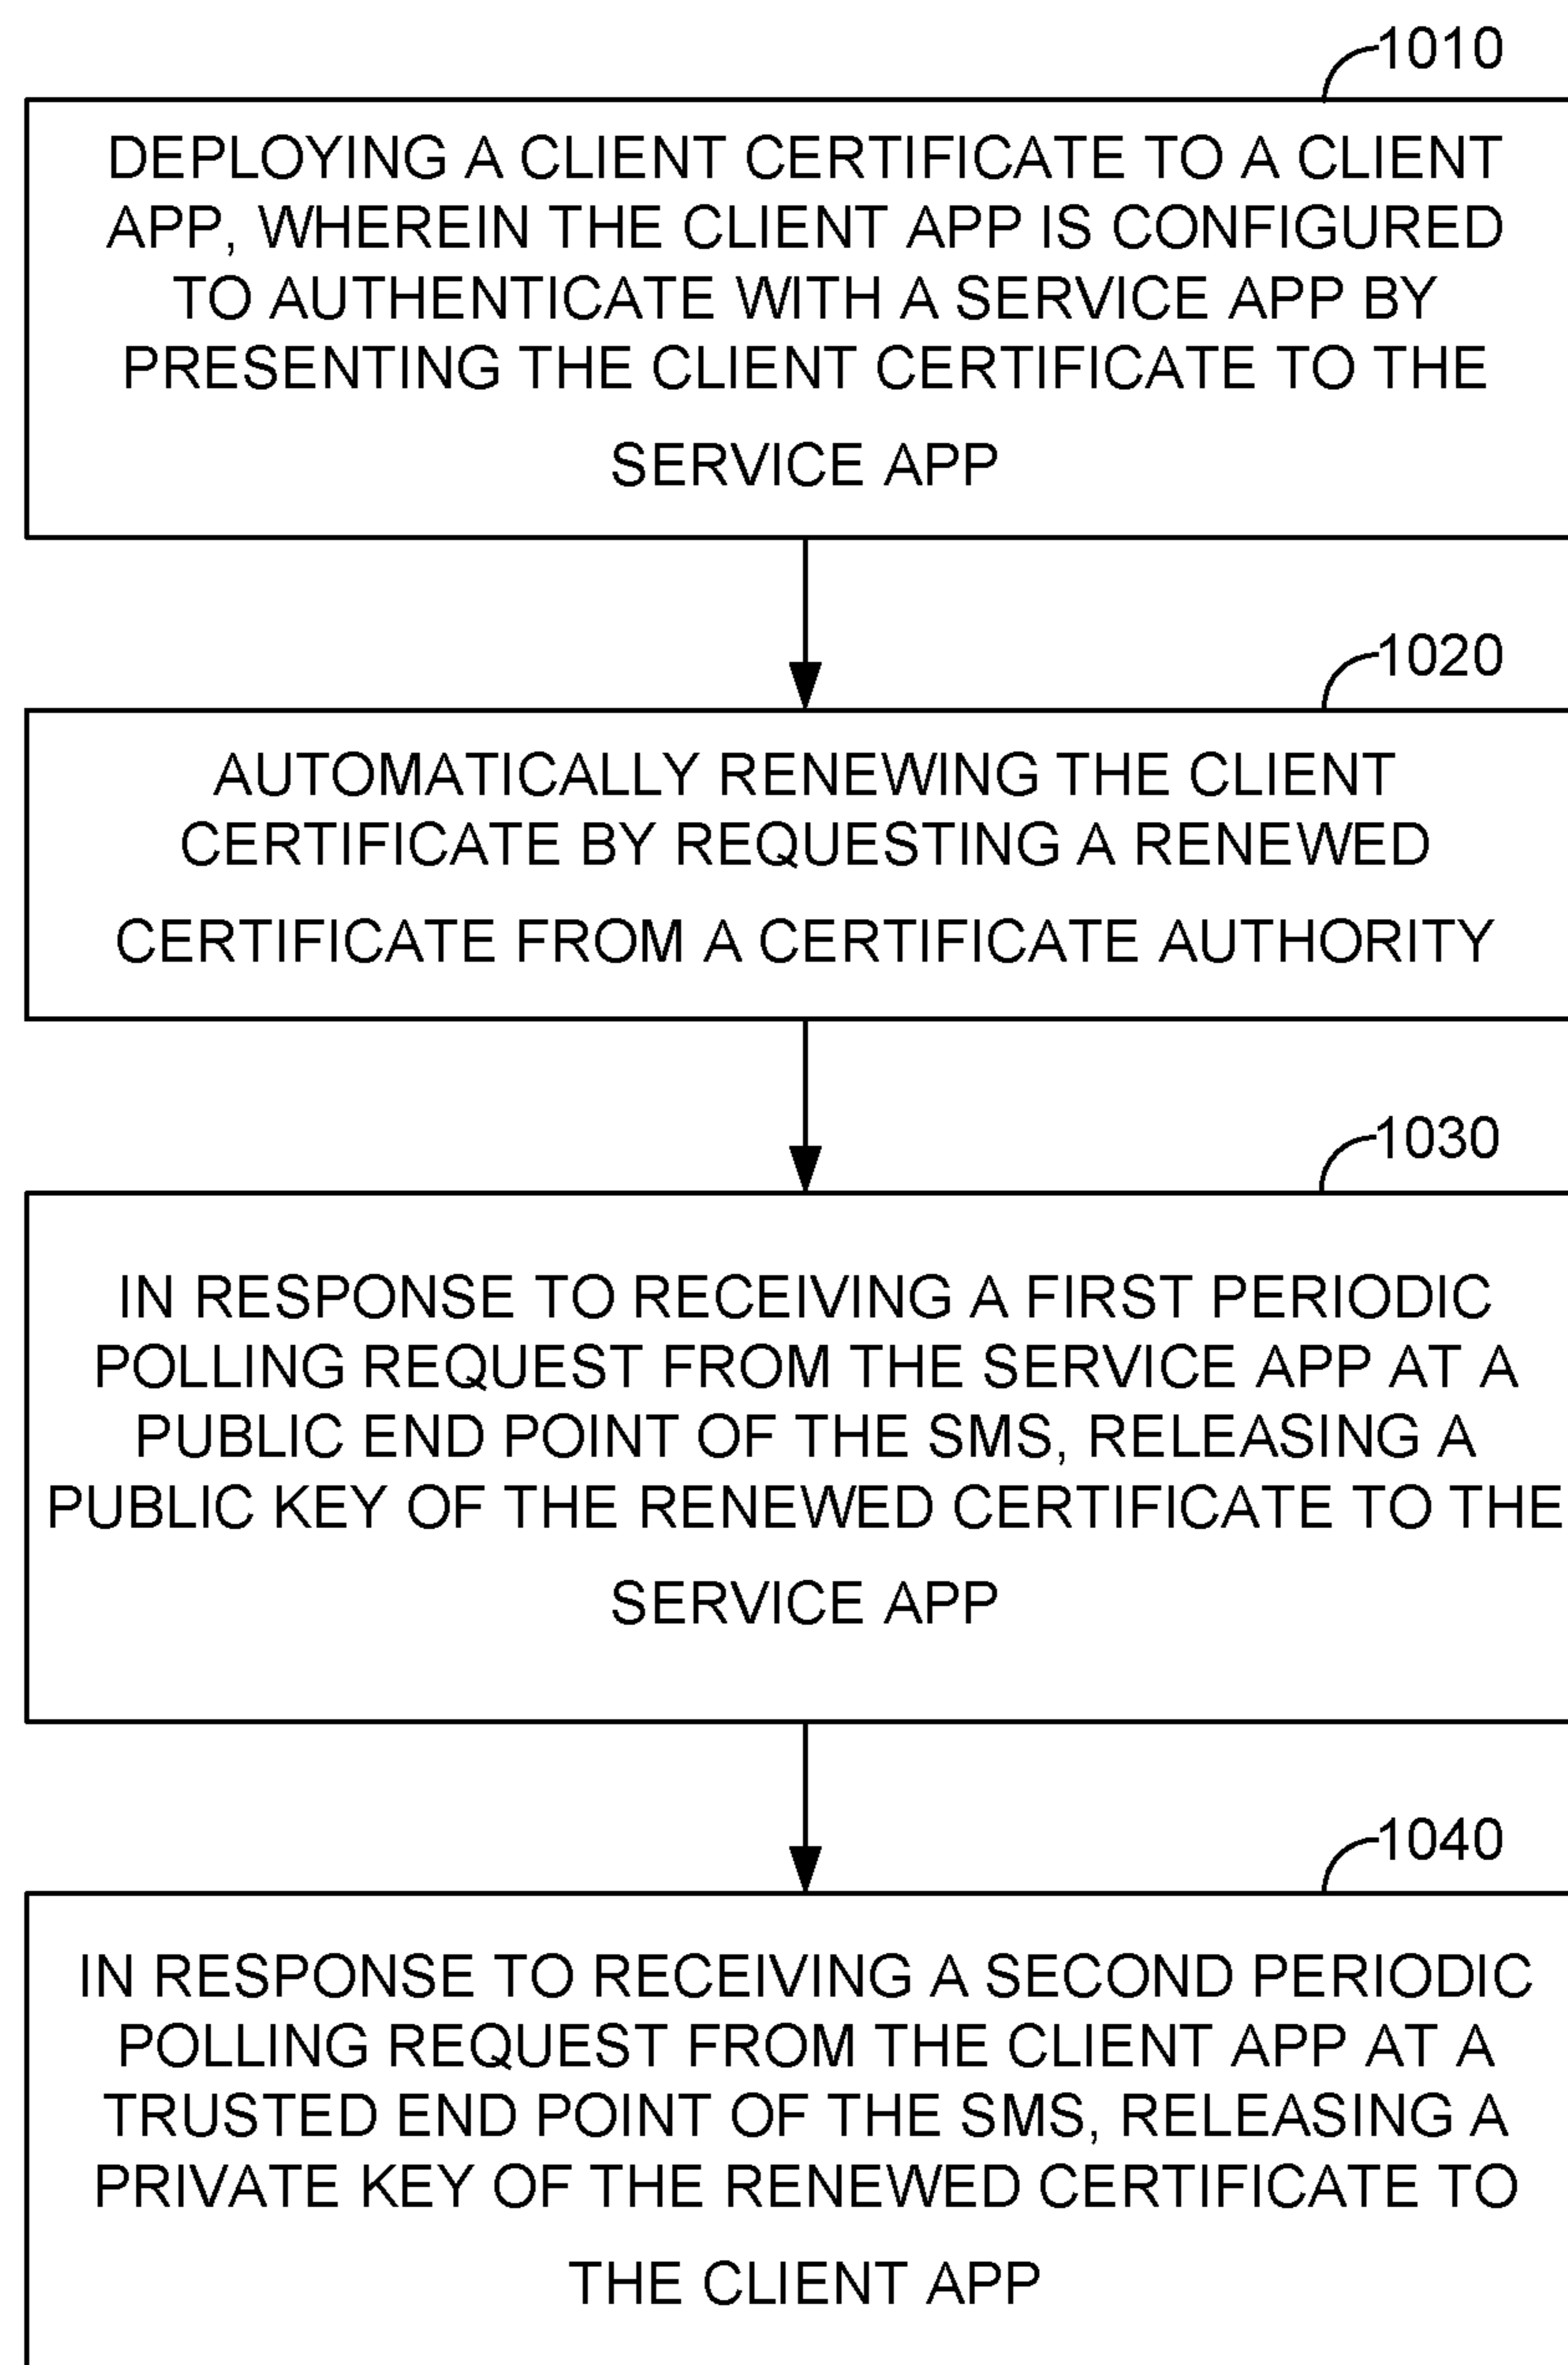 1010
DEPLOYING A CLIENT CERTIFICATE TO A CLIENT
APP, WHEREIN THE CLIENT APP IS CONFIGURED
TO AUTHENTICATE WITH A SERVICE APP BY
PRESENTING THE CLIENT CERTIFICATE TO THE
SERVICE APP
1020
AUTOMATICALLY RENEWING THE CLIENT
CERTIFICATE BY REQUESTING A RENEWED
CERTIFICATE FROM A CERTIFICATE AUTHORITY
1030
IN RESPONSE TO RECEIVING A FIRST PERIODIC
POLLING REQUEST FROM THE SERVICE APP AT A
PUBLIC END POINT OF THE SMS, RELEASING A
PUBLIC KEY OF THE RENEWED CERTIFICATE TO THE
SERVICE APP
1040
IN RESPONSE TO RECEIVING A SECOND PERIODIC
POLLING REQUEST FROM THE CLIENT APP AT A
TRUSTED END POINT OF THE SMS, RELEASING A
PRIVATE KEY OF THE RENEWED CERTIFICATE TO
THE CLIENT APP